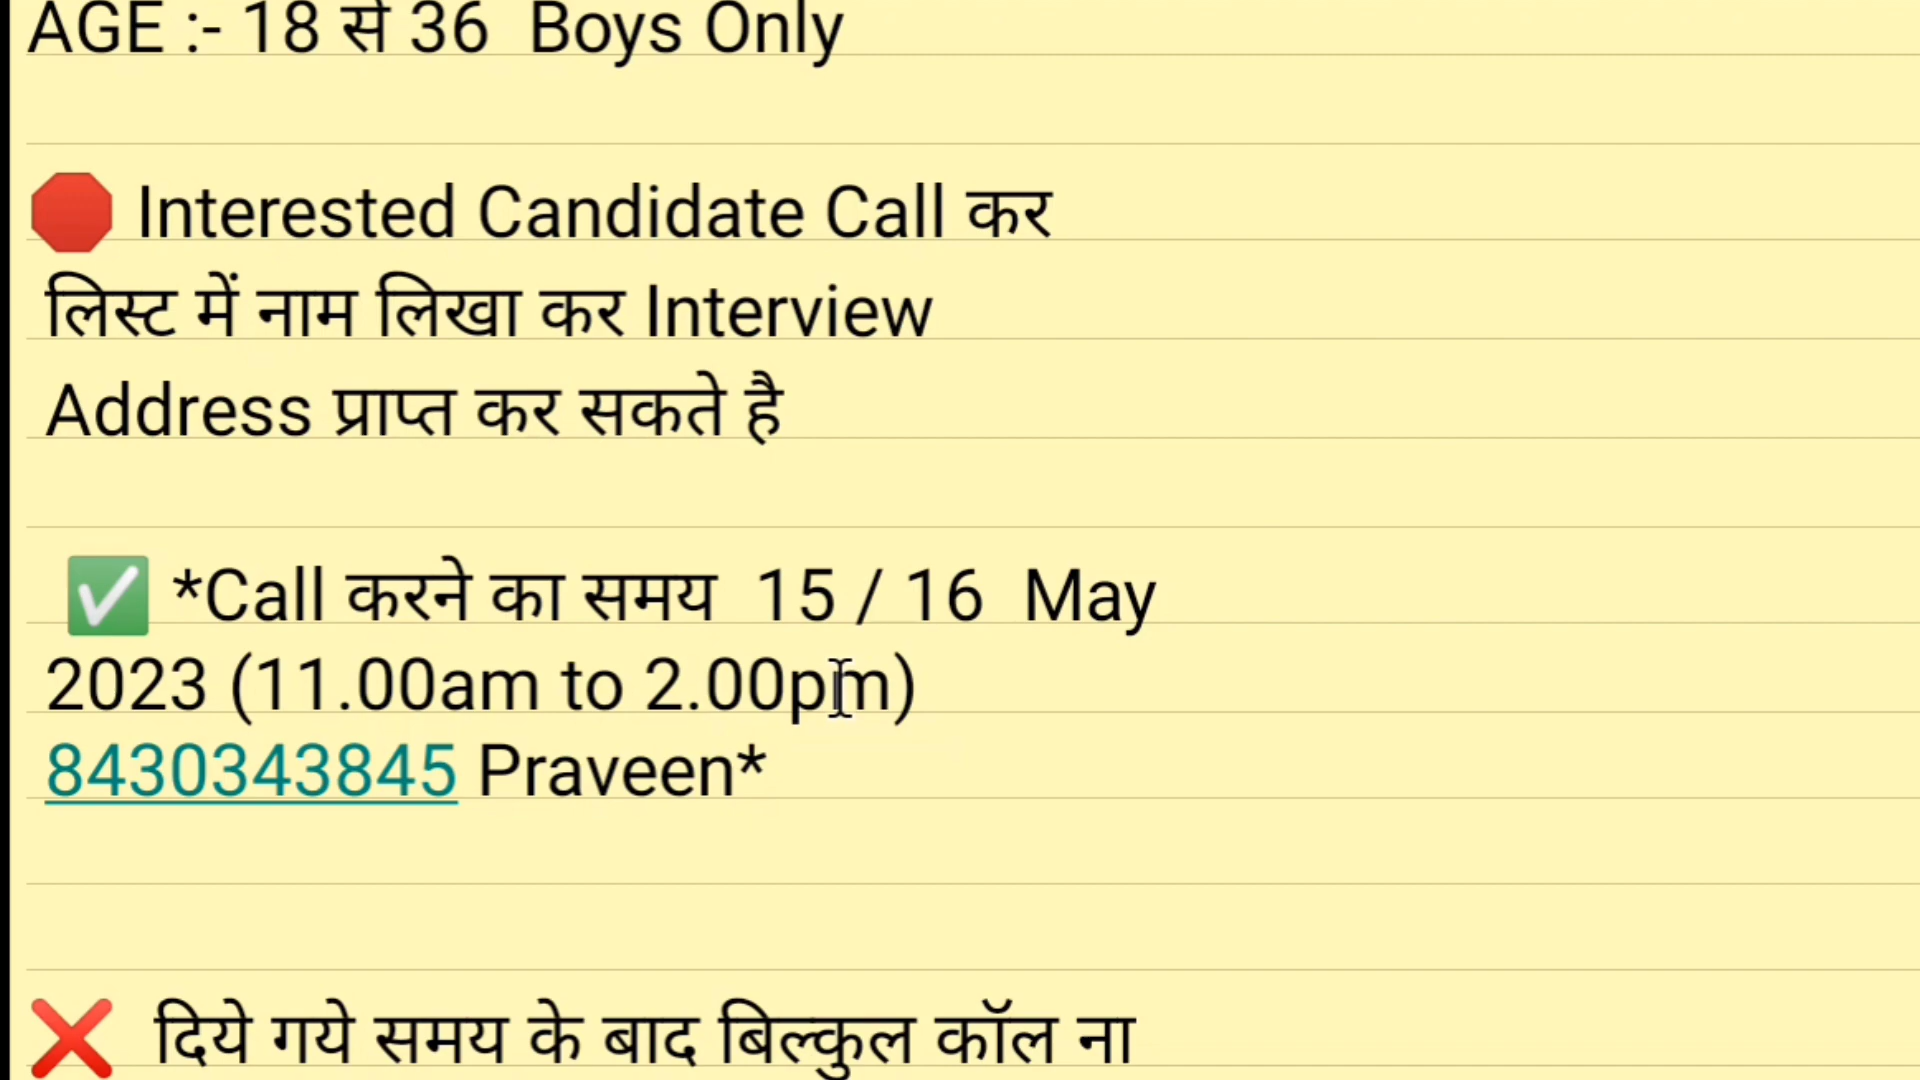 AGE :- 18 से 36 Boys Only
🛑 Interested Candidate Call कर
लिस्ट में नाम लिखा कर Interview
Address प्राप्त कर सकते है
✅ *Call करने का समय 15 / 16 May
2023 (11.00am to 2.00pm)
8430343845 Praveen*
❌ दिये गये समय के बाद बिल्कुल कॉल ना